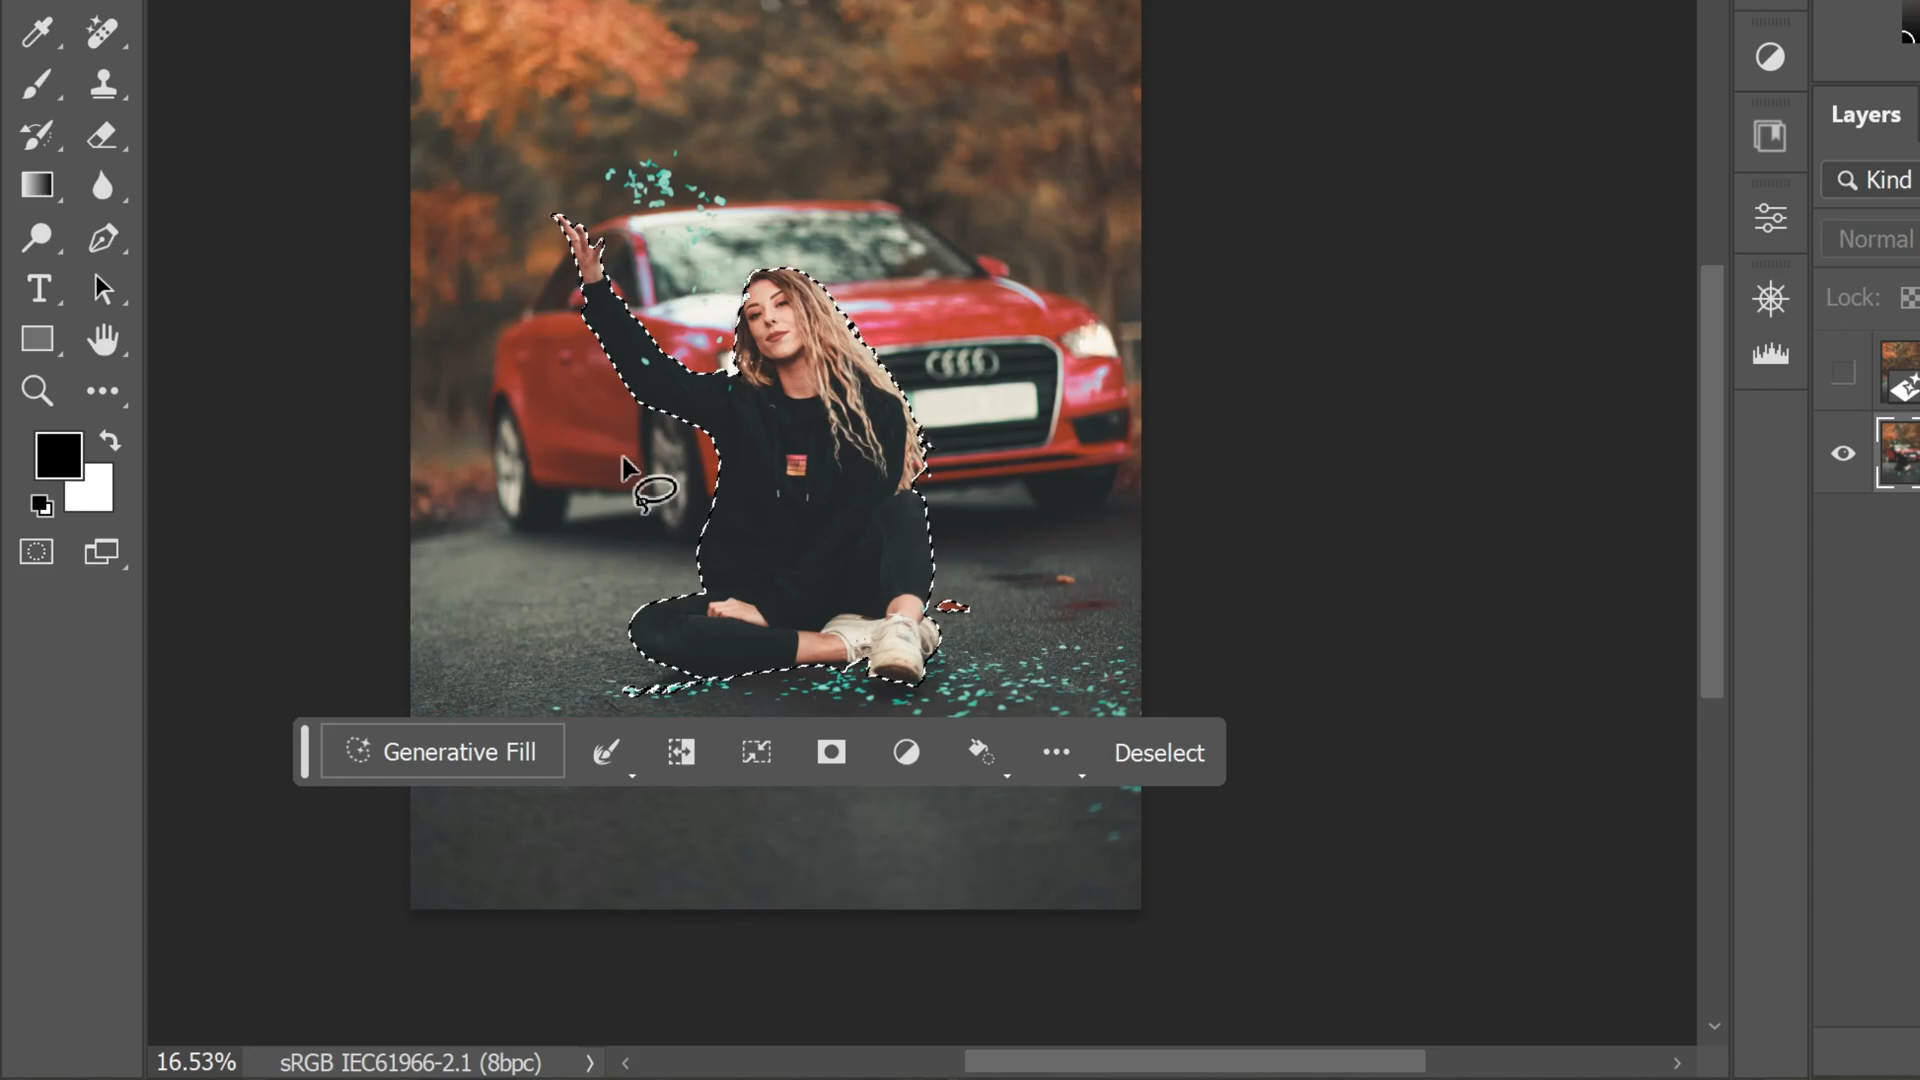 Layers
Kind
Normal
Lock:
T
Generative Fill
Deselect
16.53%
sRGB IEC61966-2.1 (8bpc)